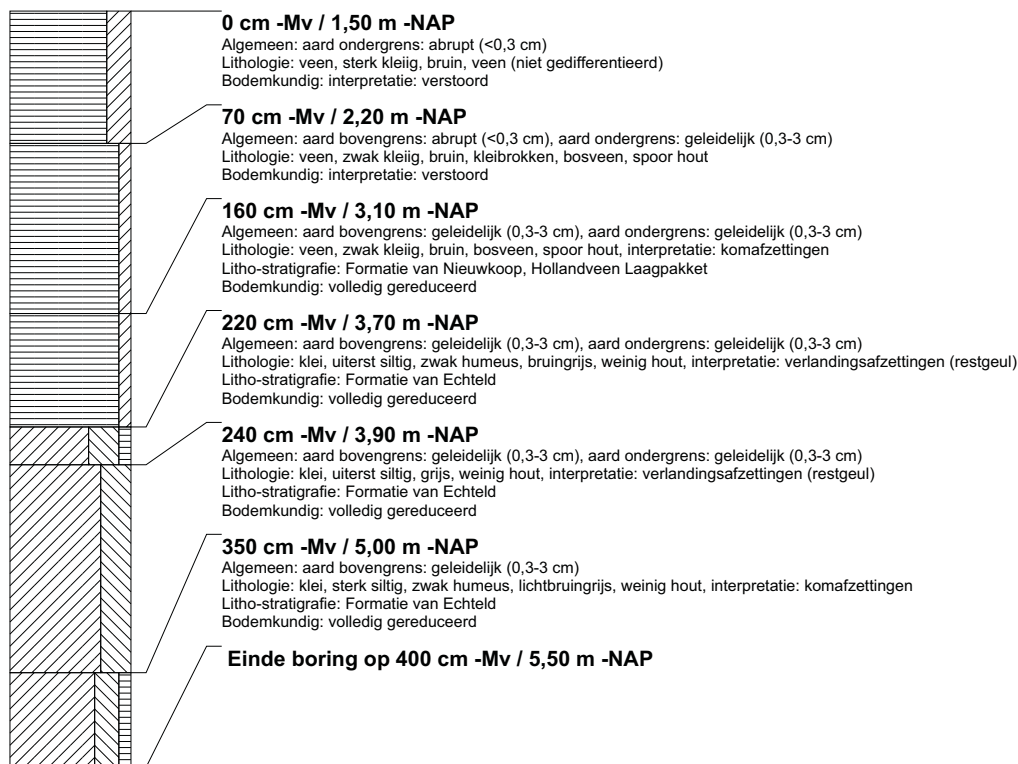 0 cm -Mv / 1,50 m -NAP
Algemeen: aard ondergrens: abrupt (<0,3 cm)
Lithologie: veen, sterk kleiig, bruin, veen (niet gedifferentieerd)
Bodemkundig: interpretatie: verstoord
70 cm -Mv / 2,20 m -NAP
Algemeen: aard bovengrens: abrupt (<0,3 cm), aard ondergrens: geleidelijk (0,3-3 cm)
Lithologie: veen, zwak kleiig, bruin, kleibrokken, bosveen, spoor hout
Bodemkundig: interpretatie: verstoord
160 cm -Mv / 3,10 m -NAP
Algemeen: aard bovengrens: geleidelijk (0,3-3 cm), aard ondergrens: geleidelijk (0,3-3 cm)
Lithologie: veen, zwak kleiig, bruin, bosveen, spoor hout, interpretatie: komafzettingen
Litho-stratigrafie: Formatie van Nieuwkoop, Hollandveen Laagpakket
Bodemkundig: volledig gereduceerd
220 cm -Mv / 3,70 m -NAP
Algemeen: aard bovengrens: geleidelijk (0,3-3 cm), aard ondergrens: geleidelijk (0,3-3 cm)
Lithologie: klei, uiterst siltig, zwak humeus, bruingrijs, weinig hout, interpretatie: verlandingsafzettingen (restgeul)
Litho-stratigrafie: Formatie van Echteld
Bodemkundig: volledig gereduceerd
240 cm -Mv / 3,90 m -NAP
Algemeen: aard bovengrens: geleidelijk (0,3-3 cm), aard ondergrens: geleidelijk (0,3-3 cm)
Lithologie: klei, uiterst siltig, grijs, weinig hout, interpretatie: verlandingsafzettingen (restgeul)
Litho-stratigrafie: Formatie van Echteld
Bodemkundig: volledig gereduceerd
350 cm -Mv / 5,00 m -NAP
Algemeen: aard bovengrens: geleidelijk (0,3-3 cm)
Lithologie: klei, sterk siltig, zwak humeus, lichtbruingrijs, weinig hout, interpretatie: komafzettingen
Litho-stratigrafie: Formatie van Echteld
Bodemkundig: volledig gereduceerd
Einde boring op 400 cm -Mv / 5,50 m -NAP